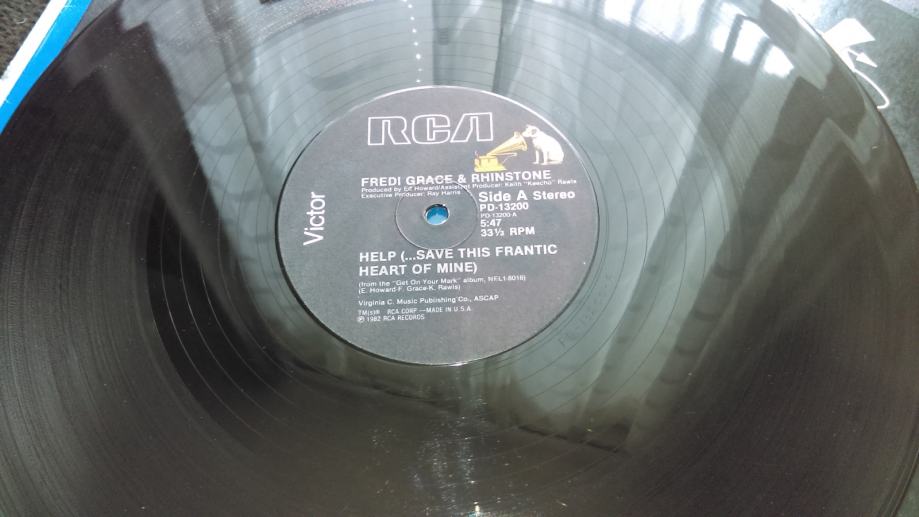 RCA
FREDI GRACE & RHINSTONE
Produced by Elf Howard/Assistant Producer: Keith "Keecho" Rawls
Executive Producer: Ray Harris
Victor
Side A Stereo
PD-13200
PD-13200-A
5:47
33⅓ RPM
HELP (...SAVE THIS FRANTIC
HEART OF MINE)
(from the "Get On Your Mark" album, NFL1-8016)
(E. Howard-F. Grace-K. Rawls)
Virginia C. Music Publishing Co., ASCAP
TM(s)® RCA CORP.—MADE IN U.S.A.
℗ 1982 RCA RECORDS